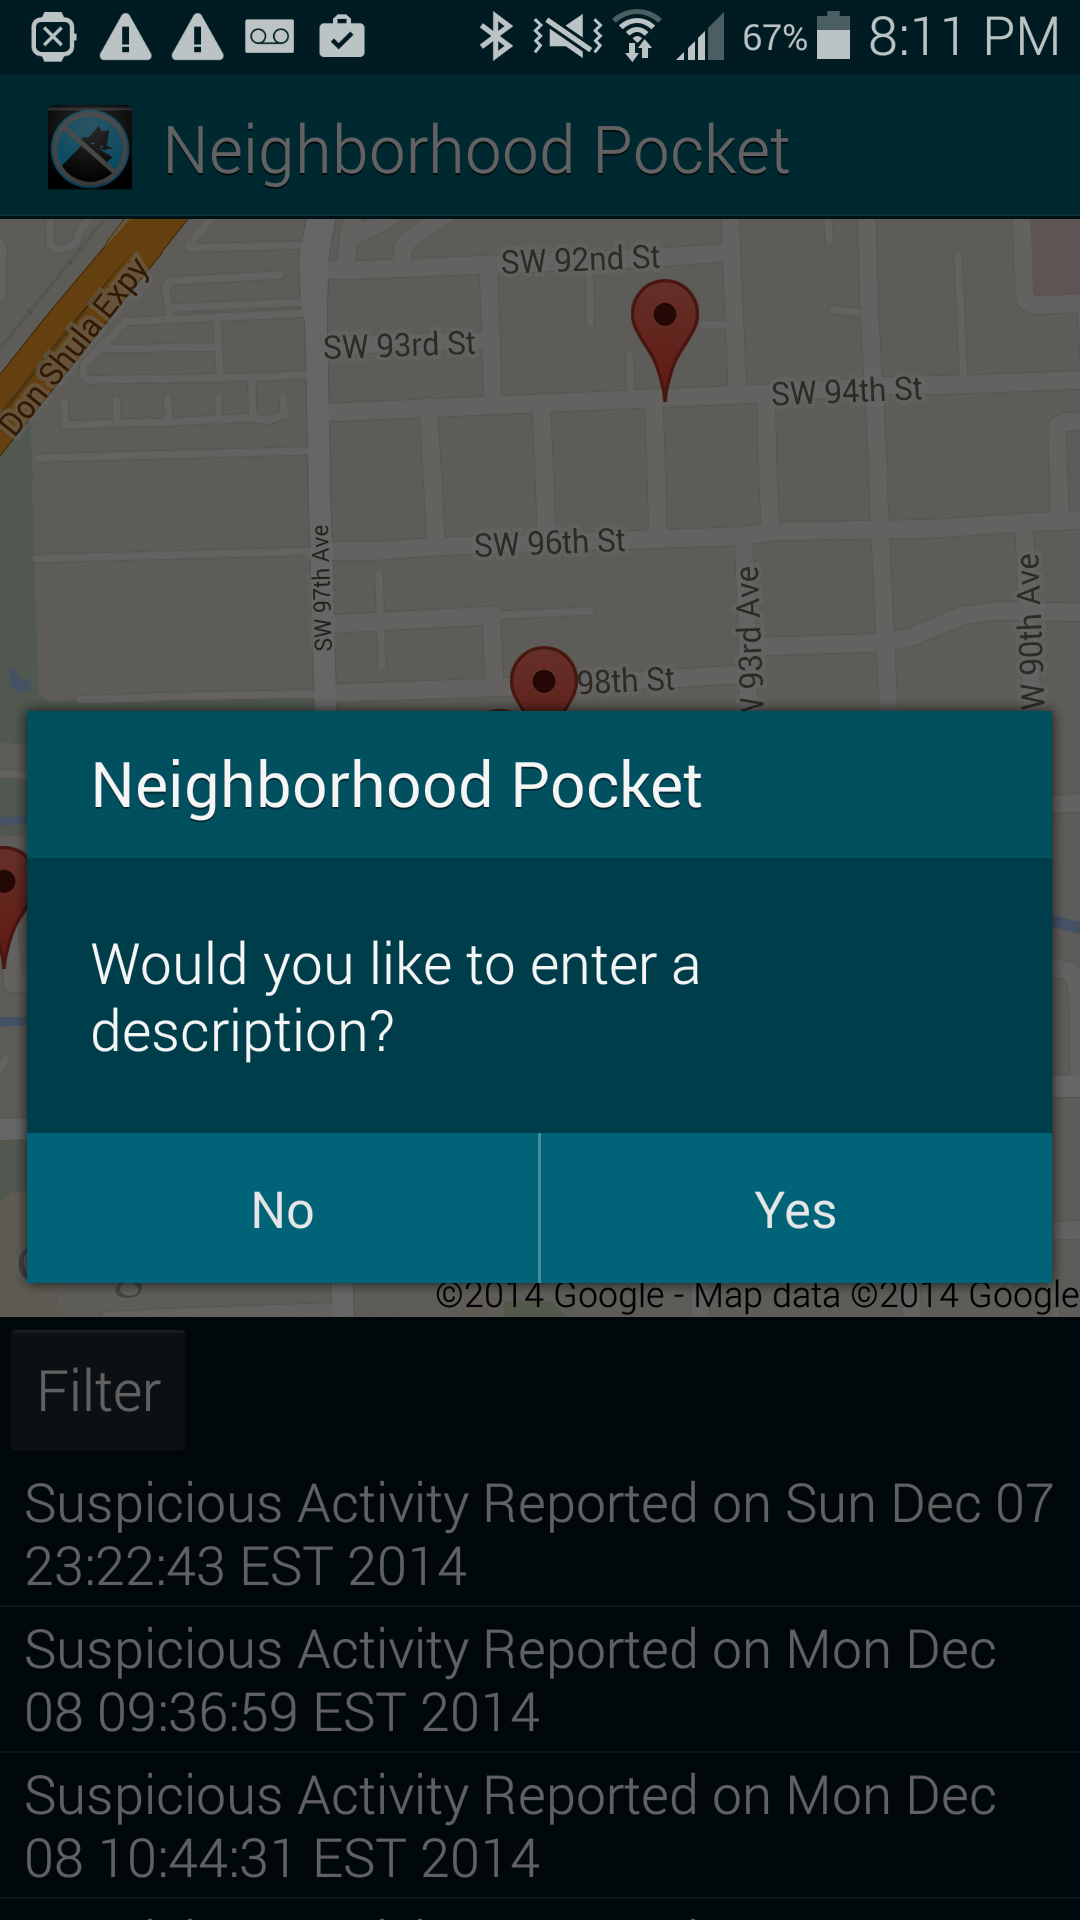 67% 8:11 PM
Neighborhood Pocket
SW 92nd St
Don Shula Expy
SW 93rd St
SW 94th St
SW 96th St
SW 97th Ave
SW 93rd Ave
SW 90th Ave
98th St
Neighborhood Pocket
Would you like to enter a
description?
No Yes
©2014 Google - Map data ©2014 Google
Filter
Suspicious Activity Reported on Sun Dec 07
23:22:43 EST 2014
Suspicious Activity Reported on Mon Dec
08 09:36:59 EST 2014
Suspicious Activity Reported on Mon Dec
08 10:44:31 EST 2014